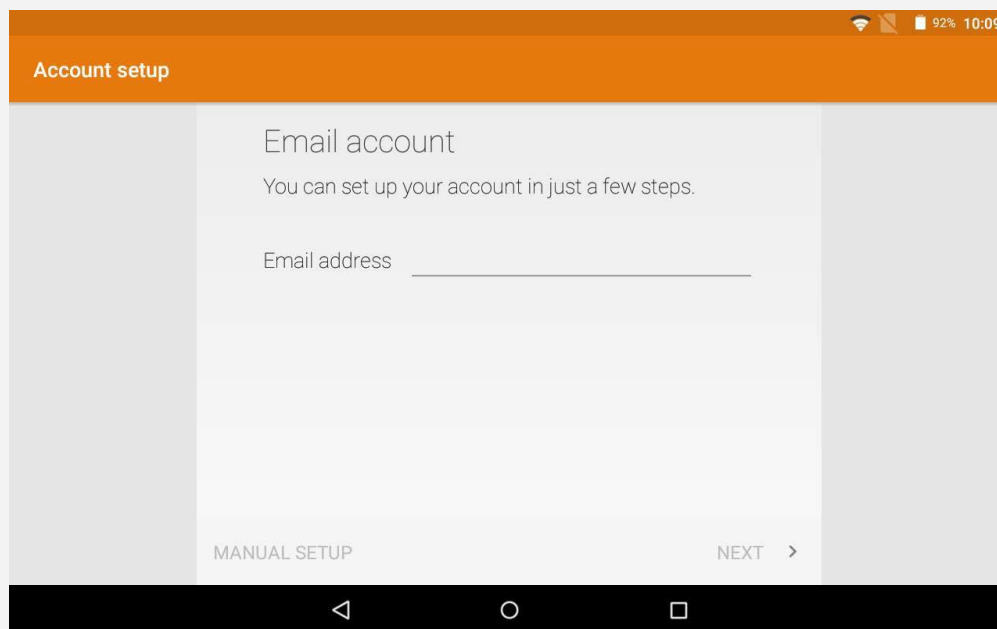 92% 10:09
Account setup
Email account
You can set up your account in just a few steps.
Email address
MANUAL SETUP
NEXT